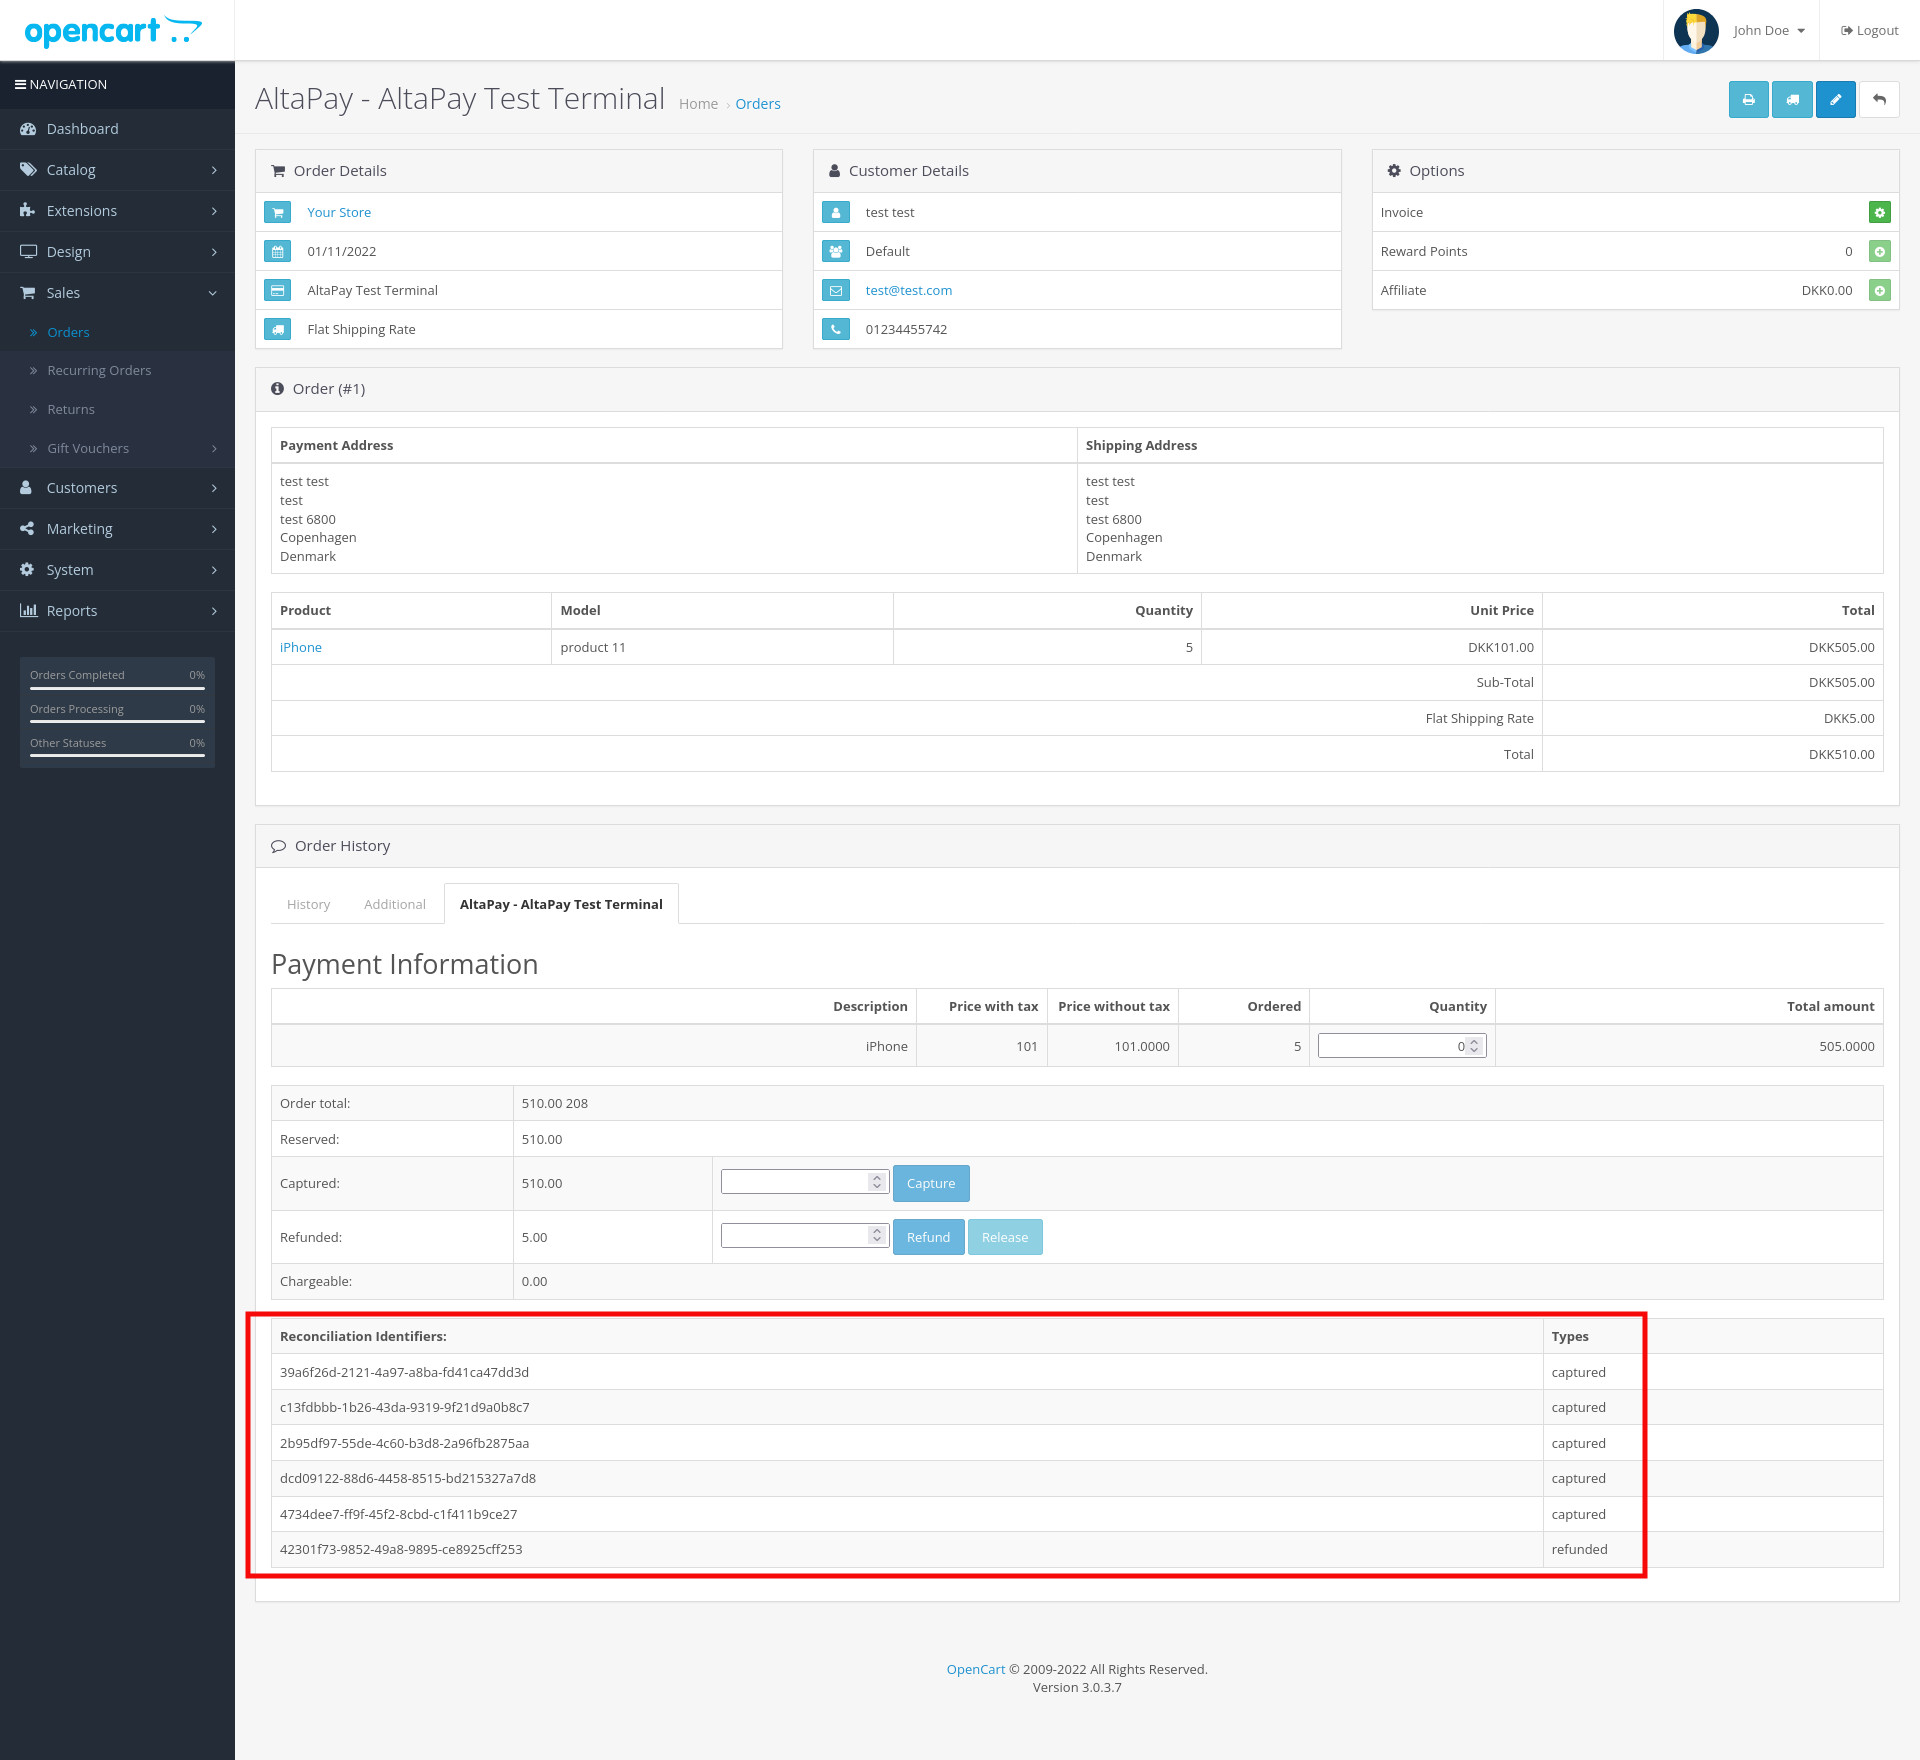 opencart
John Doe
Logout
NAVIGATION
Dashboard
Catalog
Extensions
Design
Sales
Orders
Recurring Orders
Returns
Gift Vouchers
Customers
Marketing
System
Reports
Orders Completed 0%
Orders Processing 0%
Other Statuses 0%
AltaPay - AltaPay Test Terminal
Home › Orders
Order Details
Your Store
01/11/2022
AltaPay Test Terminal
Flat Shipping Rate
Customer Details
test test
Default
test@test.com
01234455742
Options
Invoice
Reward Points 0
Affiliate DKK0.00
Order (#1)
Payment Address Shipping Address
test test test test
test test
test 6800 test 6800
Copenhagen Copenhagen
Denmark Denmark
Product Model Quantity Unit Price Total
iPhone product 11 5 DKK101.00 DKK505.00
Sub-Total DKK505.00
Flat Shipping Rate DKK5.00
Total DKK510.00
Order History
History Additional AltaPay - AltaPay Test Terminal
Payment Information
Description Price with tax Price without tax Ordered Quantity Total amount
iPhone 101 101.0000 5 0 505.0000
Order total: 510.00 208
Reserved: 510.00
Captured: 510.00 Capture
Refunded: 5.00 Refund Release
Chargeable: 0.00
Reconciliation Identifiers: Types
39a6f26d-2121-4a97-a8ba-fd41ca47dd3d captured
c13fdbbb-1b26-43da-9319-9f21d9a0b8c7 captured
2b95df97-55de-4c60-b3d8-2a96fb2875aa captured
dcd09122-88d6-4458-8515-bd215327a7d8 captured
4734dee7-ff9f-45f2-8cbd-c1f411b9ce27 captured
42301f73-9852-49a8-9895-ce8925cff253 refunded
OpenCart © 2009-2022 All Rights Reserved.
Version 3.0.3.7